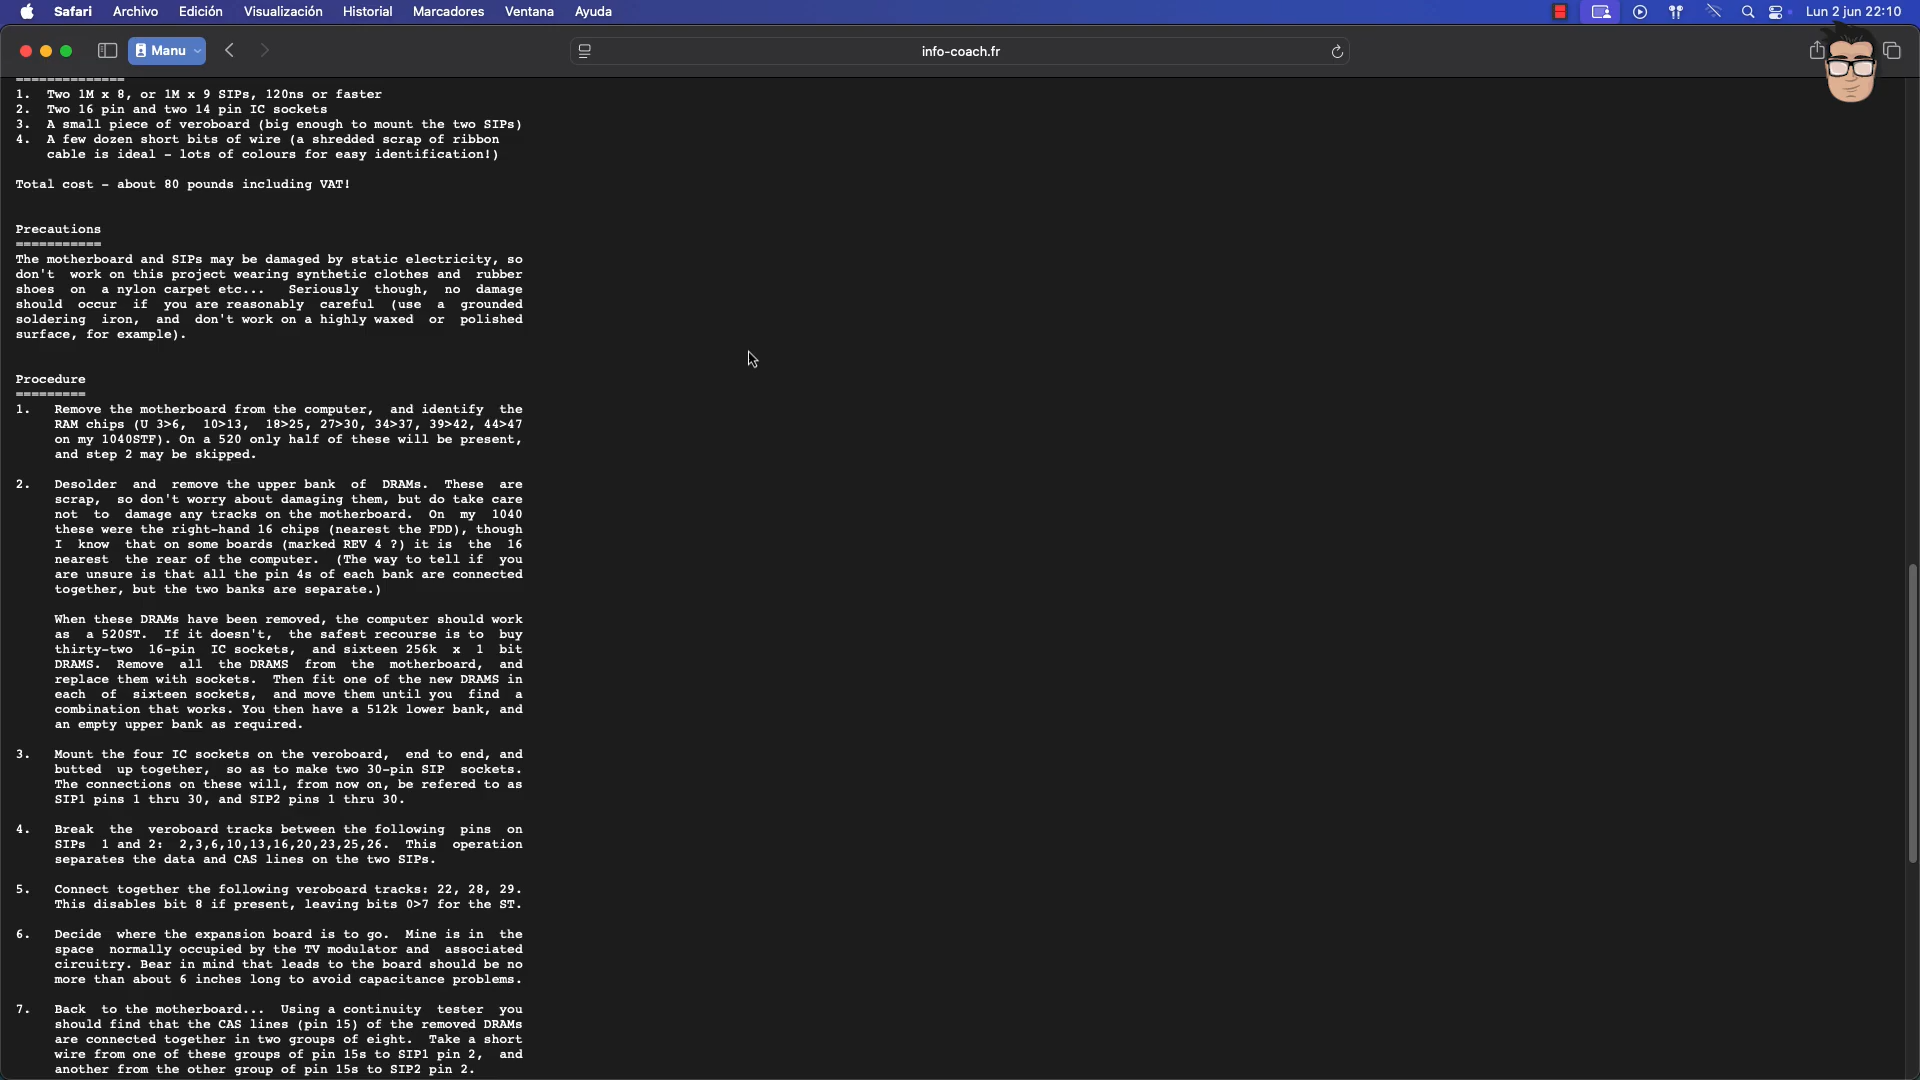 Safari Archivo Edición Visualización Historial Marcadores Ventana Ayuda
Lun 2 jun 22:10
Manu
info-coach.fr
==============
1. Two 1M x 8, or 1M x 9 SIPs, 120ns or faster
2. Two 16 pin and two 14 pin IC sockets
3. A small piece of veroboard (big enough to mount the two SIPs)
4. A few dozen short bits of wire (a shredded scrap of ribbon
cable is ideal - lots of colours for easy identification!)
Total cost - about 80 pounds including VAT!
Precautions
===========
The motherboard and SIPs may be damaged by static electricity, so
don't work on this project wearing synthetic clothes and rubber
shoes on a nylon carpet etc... Seriously though, no damage
should occur if you are reasonably careful (use a grounded
soldering iron, and don't work on a highly waxed or polished
surface, for example).
Procedure
=========
1. Remove the motherboard from the computer, and identify the
RAM chips (U 3>6, 10>13, 18>25, 27>30, 34>37, 39>42, 44>47
on my 1040STF). On a 520 only half of these will be present,
and step 2 may be skipped.
2. Desolder and remove the upper bank of DRAMs. These are
scrap, so don't worry about damaging them, but do take care
not to damage any tracks on the motherboard. On my 1040
these were the right-hand 16 chips (nearest the FDD), though
I know that on some boards (marked REV 4 ?) it is the 16
nearest the rear of the computer. (The way to tell if you
are unsure is that all the pin 4s of each bank are connected
together, but the two banks are separate.)
When these DRAMs have been removed, the computer should work
as a 520ST. If it doesn't, the safest recourse is to buy
thirty-two 16-pin IC sockets, and sixteen 256k x 1 bit
DRAMS. Remove all the DRAMS from the motherboard, and
replace them with sockets. Then fit one of the new DRAMS in
each of sixteen sockets, and move them until you find a
combination that works. You then have a 512k lower bank, and
an empty upper bank as required.
3. Mount the four IC sockets on the veroboard, end to end, and
butted up together, so as to make two 30-pin SIP sockets.
The connections on these will, from now on, be refered to as
SIP1 pins 1 thru 30, and SIP2 pins 1 thru 30.
4. Break the veroboard tracks between the following pins on
SIPs 1 and 2: 2,3,6,10,13,16,20,23,25,26. This operation
separates the data and CAS lines on the two SIPs.
5. Connect together the following veroboard tracks: 22, 28, 29.
This disables bit 8 if present, leaving bits 0>7 for the ST.
6. Decide where the expansion board is to go. Mine is in the
space normally occupied by the TV modulator and associated
circuitry. Bear in mind that leads to the board should be no
more than about 6 inches long to avoid capacitance problems.
7. Back to the motherboard... Using a continuity tester you
should find that the CAS lines (pin 15) of the removed DRAMs
are connected together in two groups of eight. Take a short
wire from one of these groups of pin 15s to SIP1 pin 2, and
another from the other group of pin 15s to SIP2 pin 2.